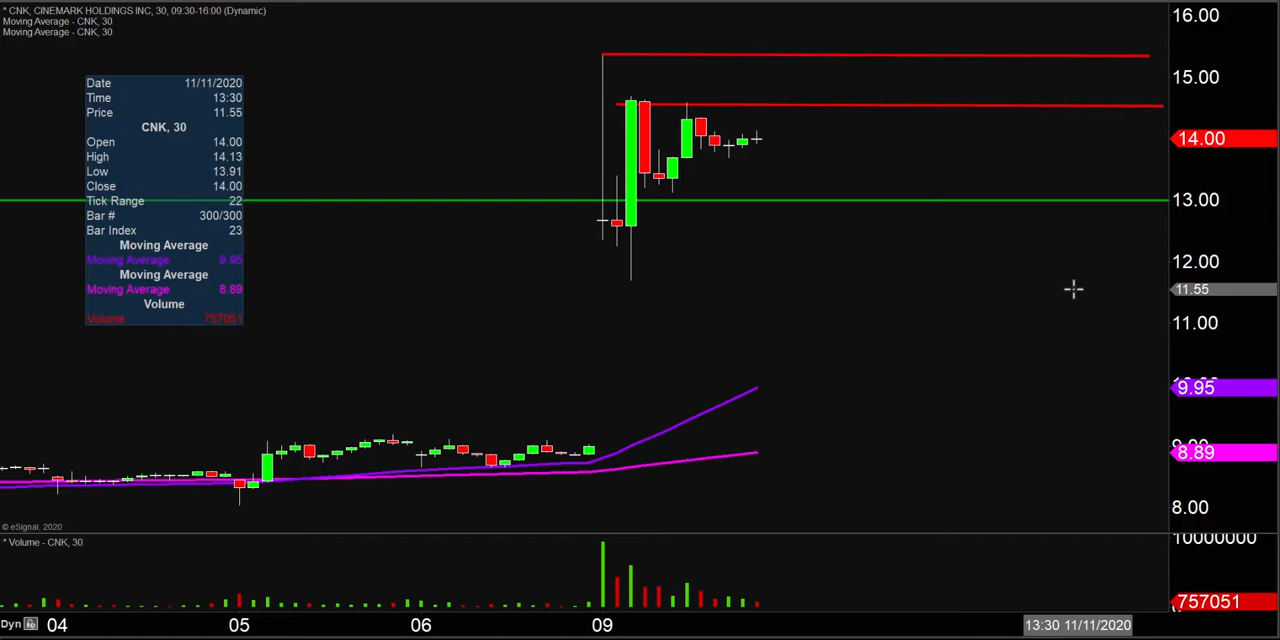 * CNK, CINEMARK HOLDINGS INC, 30, 09:30-16:00 (Dynamic)
Moving Average - CNK, 30
Moving Average - CNK, 30
Date 11/11/2020
Time 13:30
Price 11.55
CNK, 30
Open 14.00
High 14.13
Low 13.91
Close 14.00
Tick Range 22
Bar # 300/300
Bar Index 23
Moving Average
Moving Average 9.95
Moving Average
Moving Average 8.89
Volume
Volume 757051
16.00
15.00
14.00
13.00
12.00
11.55
11.00
9.95
8.89
8.00
© eSignal, 2020
* Volume - CNK, 30
10000000
757051
Dyn 04 05 06 09 13:30 11/11/2020